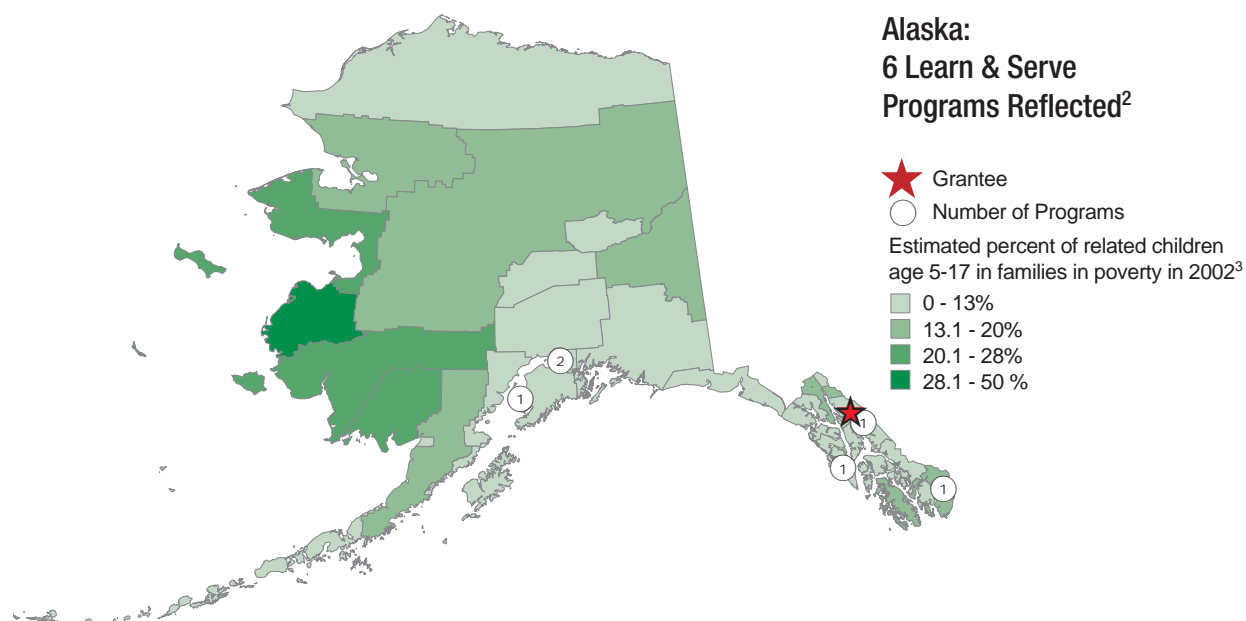 Alaska:
6 Learn & Serve
Programs Reflected2
Grantee
Number of Programs
Estimated percent of related children
age 5-17 in families in poverty in 20023
0 - 13%
13.1 - 20%
20.1 - 28%
28.1 - 50 %
2
1
1
1
1